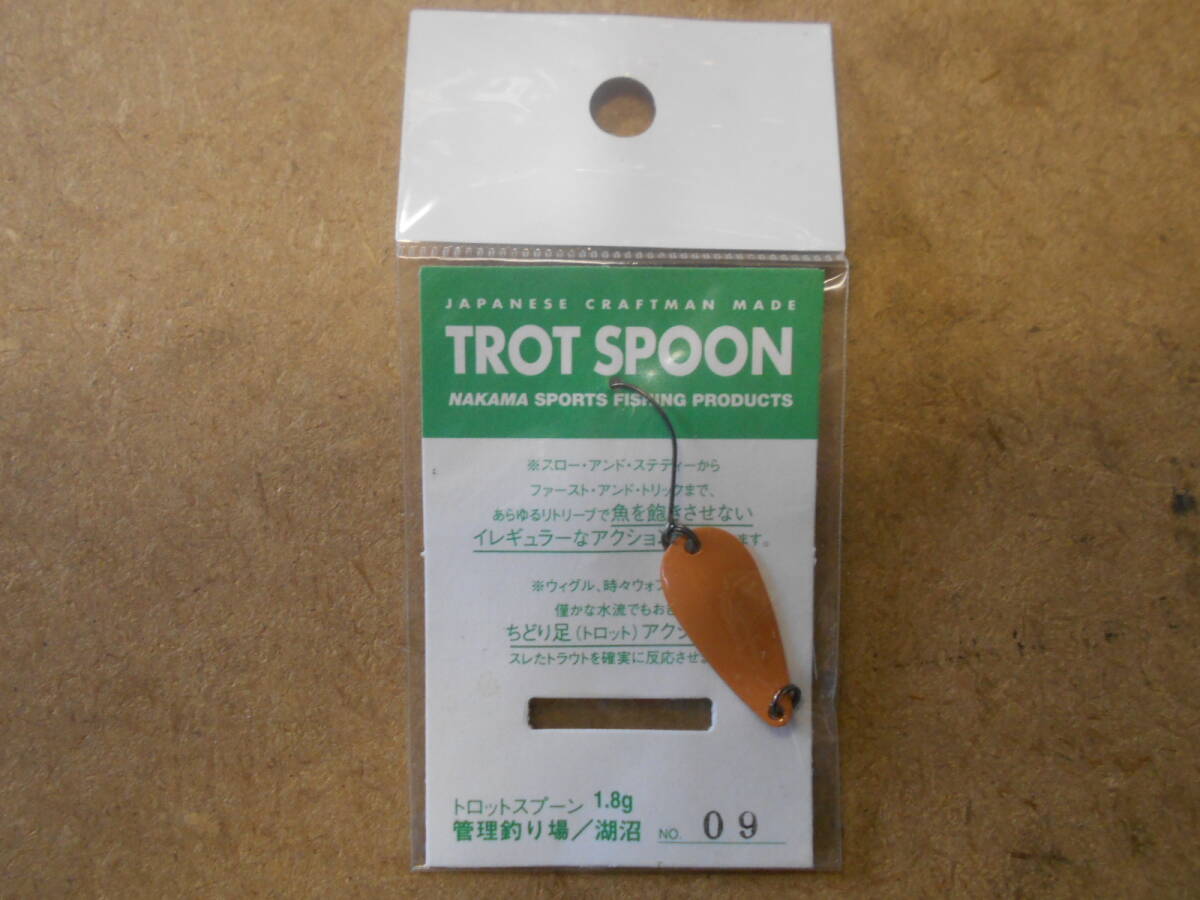 JAPANESE CRAFTMAN MADE
TROT SPOON
NAKAMA SPORTS FISHING PRODUCTS
※スロー・アンド・ステディーから
ファースト・アンド・トリックまで、
あらゆるリトリーブで魚を飽きさせない
イレギュラーなアクション ます。
※ウィグル、時々ウォブ
僅かな水流でもお
ちどり足（トロット）アク
スレたトラウトを確実に反応させ
トロットスプーン 1.8g
管理釣り場／湖沼 NO. 09